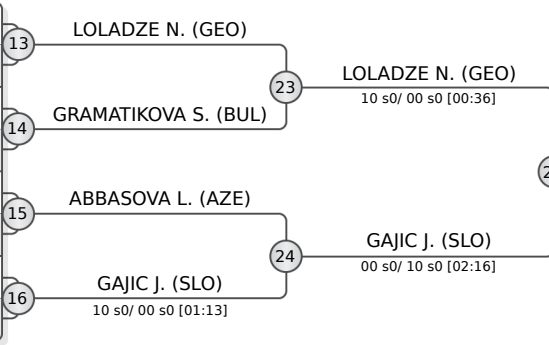 LOLADZE N. (GEO)
13
LOLADZE N. (GEO)
23
10 s0/ 00 s0 [00:36]
GRAMATIKOVA S. (BUL)
14
ABBASOVA L. (AZE)
15
GAJIC J. (SLO)
24
00 s0/ 10 s0 [02:16]
GAJIC J. (SLO)
16
10 s0/ 00 s0 [01:13]